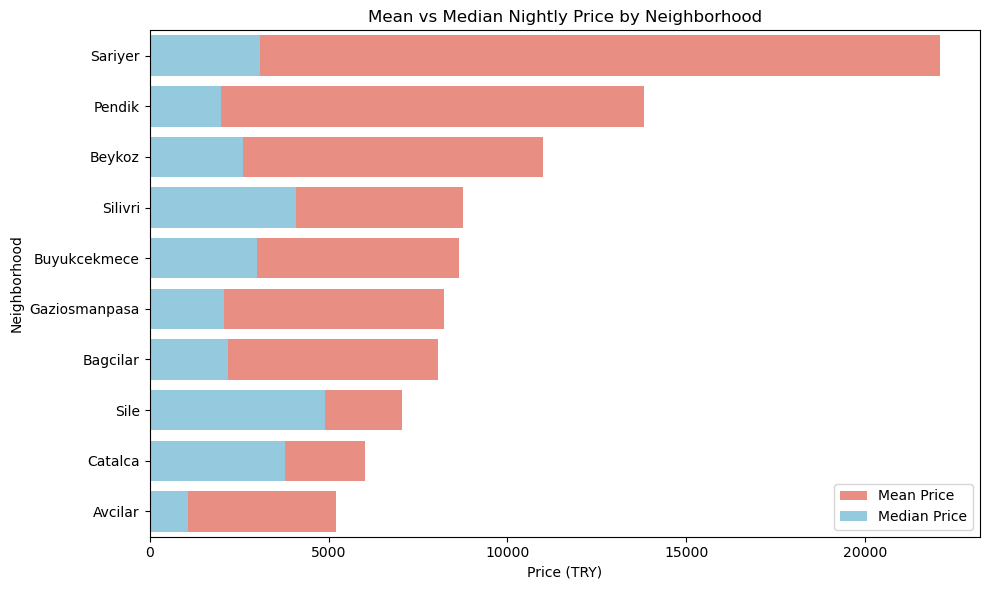 Mean vs Median Nightly Price by Neighborhood
Neighborhood
Sariyer
Pendik
Beykoz
Silivri
Buyukcekmece
Gaziosmanpasa
Bagcilar
Sile
Catalca
Avcilar
Mean Price
Median Price
0 5000 10000 15000 20000
Price (TRY)